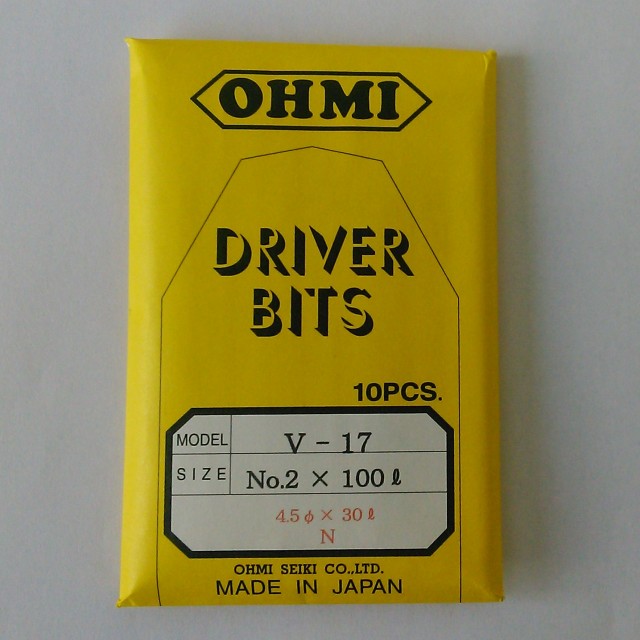 OHMI
DRIVER
BITS
10PCS.
MODEL V - 17
SIZE No.2 × 100ℓ
4.5φ × 30ℓ
N
OHMI SEIKI CO.,LTD.
MADE IN JAPAN